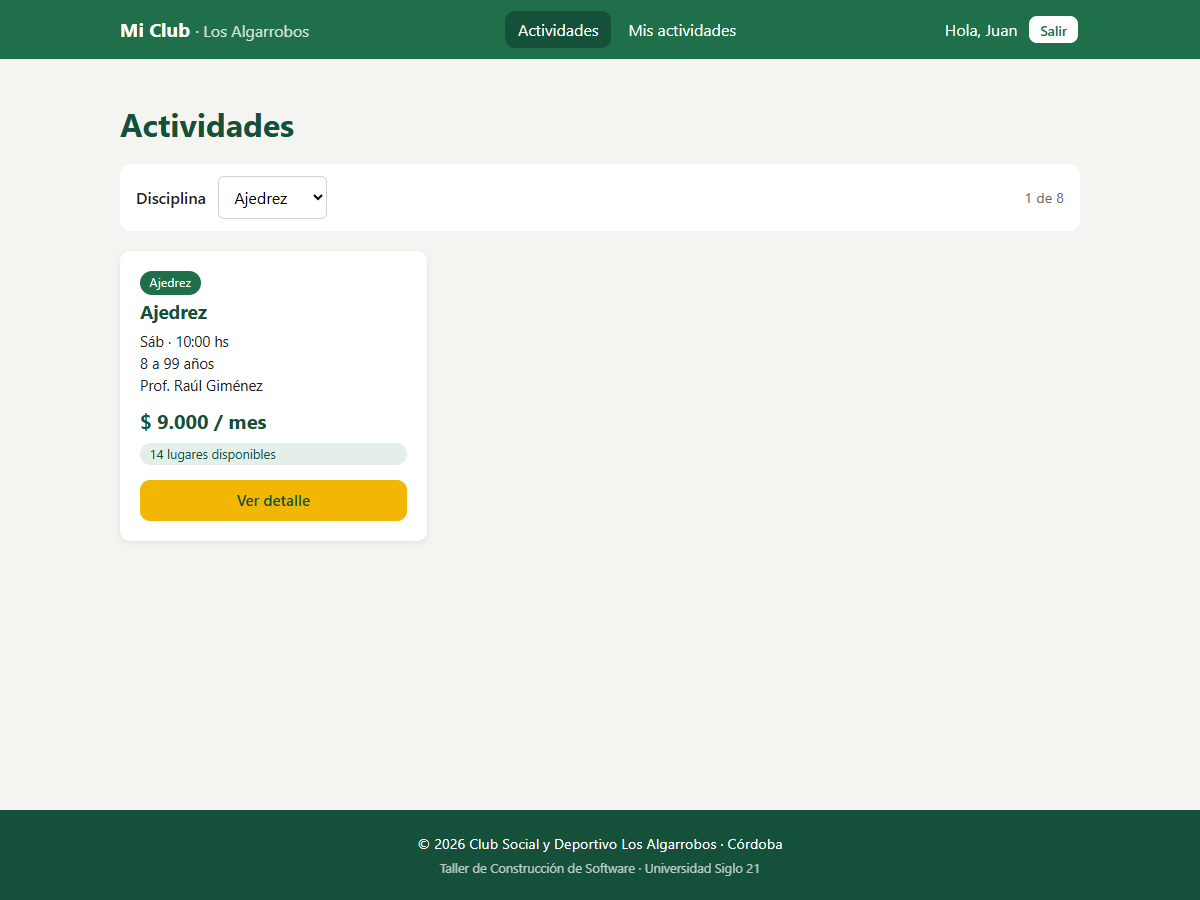 Mi Club · Los Algarrobos
Actividades
Mis actividades
Hola, Juan
Salir
Actividades
Disciplina
Ajedrez
1 de 8
Ajedrez
Ajedrez
Sáb · 10:00 hs
8 a 99 años
Prof. Raúl Giménez
$ 9.000 / mes
14 lugares disponibles
Ver detalle
© 2026 Club Social y Deportivo Los Algarrobos · Córdoba
Taller de Construcción de Software · Universidad Siglo 21